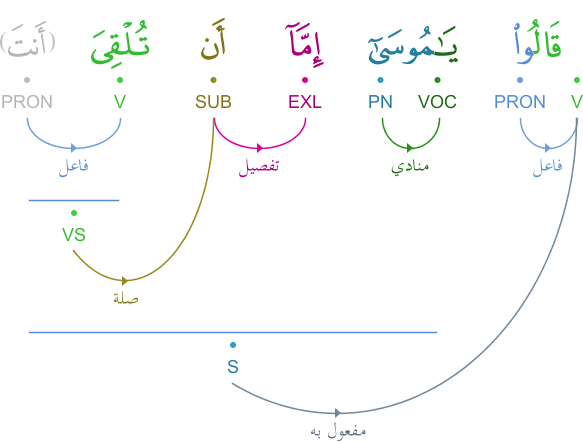 قَالُوا۟ يَـٰمُوسَىٰٓ إِمَّآ أَن تُلْقِىَ (أَنتَ)
V PRON VOC PN EXL SUB V PRON
فاعل منادي تفصيل فاعل
VS
صلة
S
مفعول به